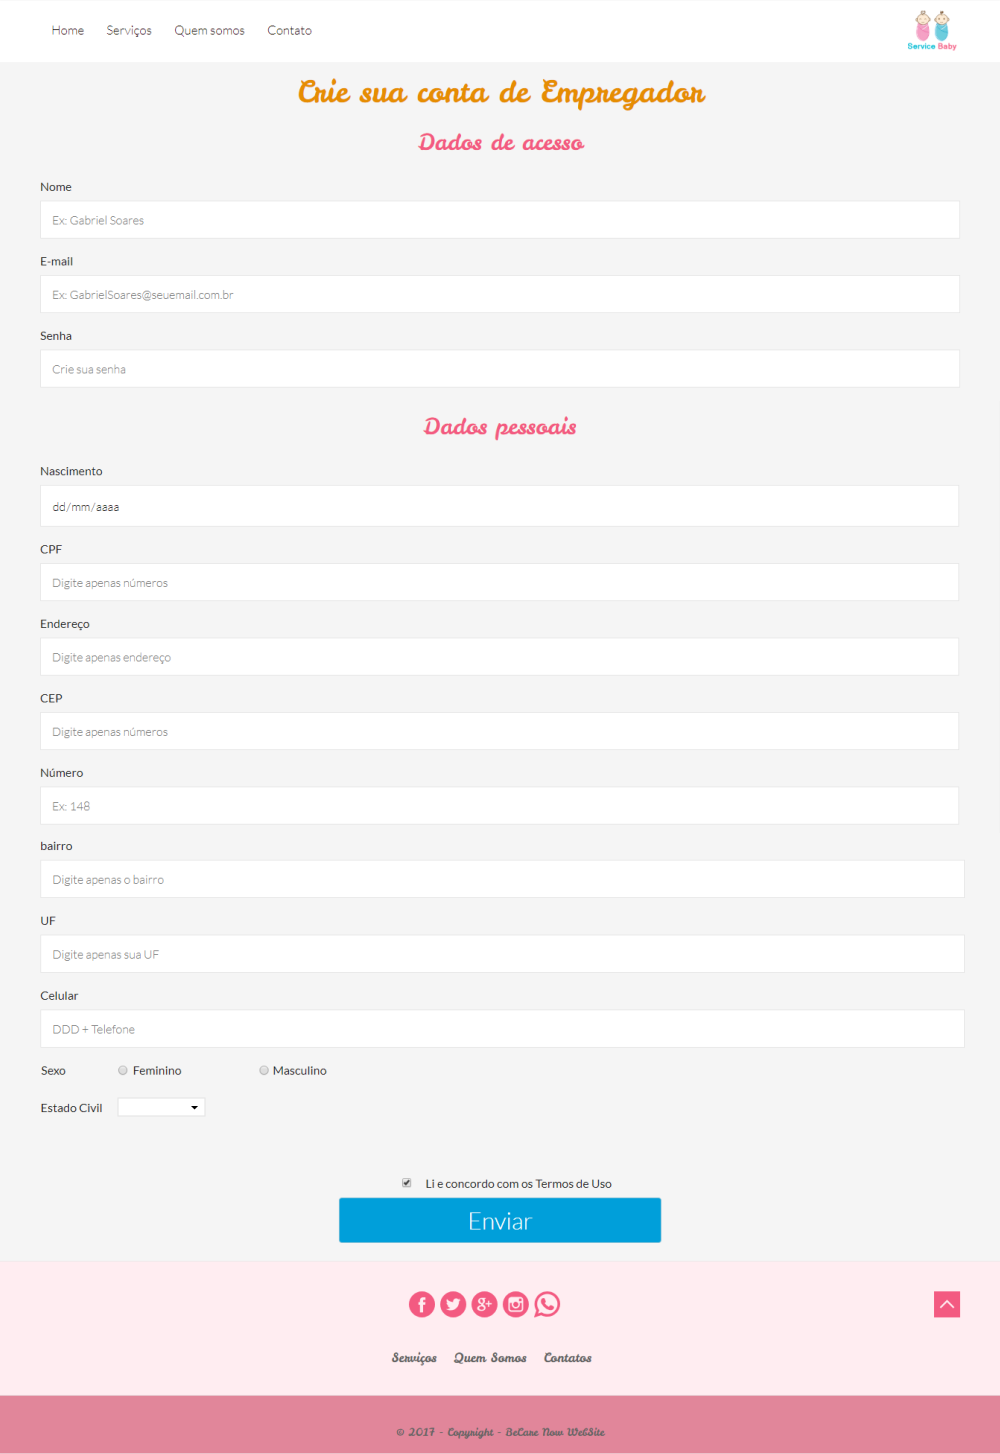 Home Serviços Quem somos Contato
Service Baby
Crie sua conta de Empregador
Dados de acesso
Nome
Ex: Gabriel Soares
E-mail
Ex: GabrielSoares@seuemail.com.br
Senha
Crie sua senha
Dados pessoais
Nascimento
dd/mm/aaaa
CPF
Digite apenas números
Endereço
Digite apenas endereço
CEP
Digite apenas números
Número
Ex: 148
bairro
Digite apenas o bairro
UF
Digite apenas sua UF
Celular
DDD + Telefone
Sexo Feminino Masculino
Estado Civil
Li e concordo com os Termos de Uso
Enviar
Serviços Quem Somos Contatos
© 2017 - Copyright - BeCare Now WebSite